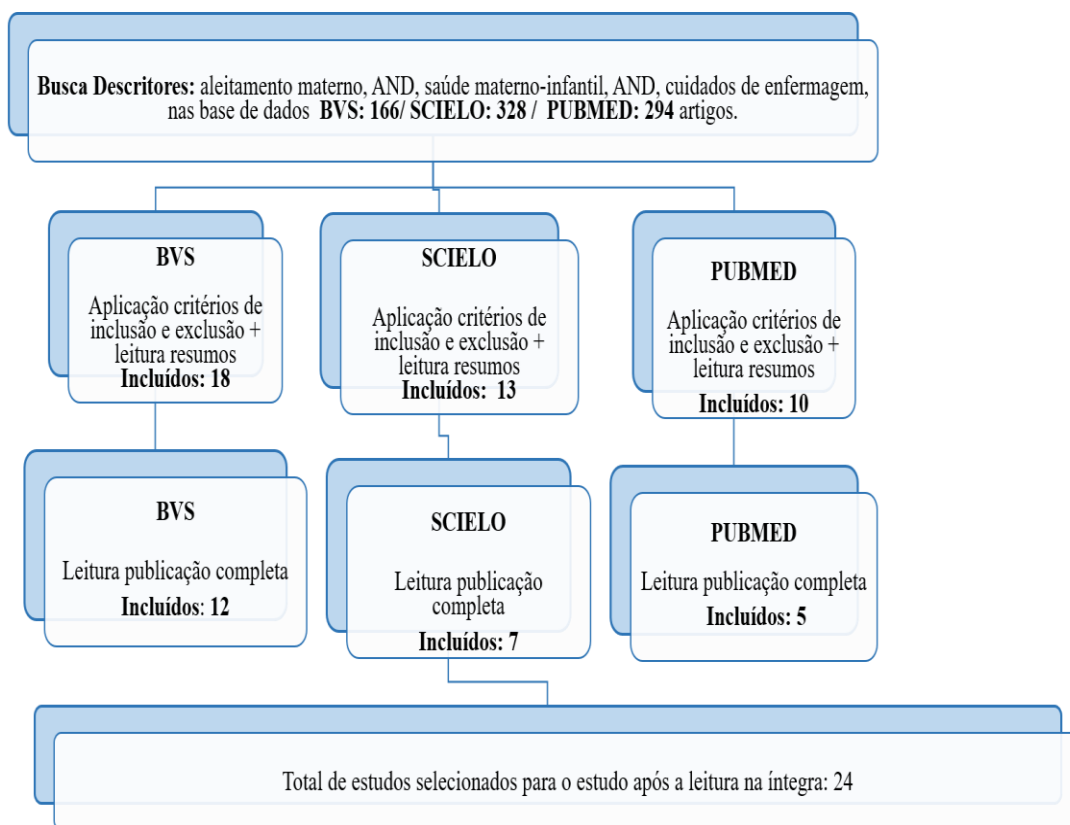 Busca Descritores: aleitamento materno, AND, saúde materno-infantil, AND, cuidados de enfermagem,
nas base de dados BVS: 166/ SCIELO: 328 / PUBMED: 294 artigos.
BVS
Aplicação critérios de
inclusão e exclusão +
leitura resumos
Incluídos: 18
SCIELO
Aplicação critérios de
inclusão e exclusão +
leitura resumos
Incluídos: 13
PUBMED
Aplicação critérios de
inclusão e exclusão +
leitura resumos
Incluídos: 10
BVS
Leitura publicação completa
Incluídos: 12
SCIELO
Leitura publicação
completa
Incluídos: 7
PUBMED
Leitura publicação completa
Incluídos: 5
Total de estudos selecionados para o estudo após a leitura na íntegra: 24